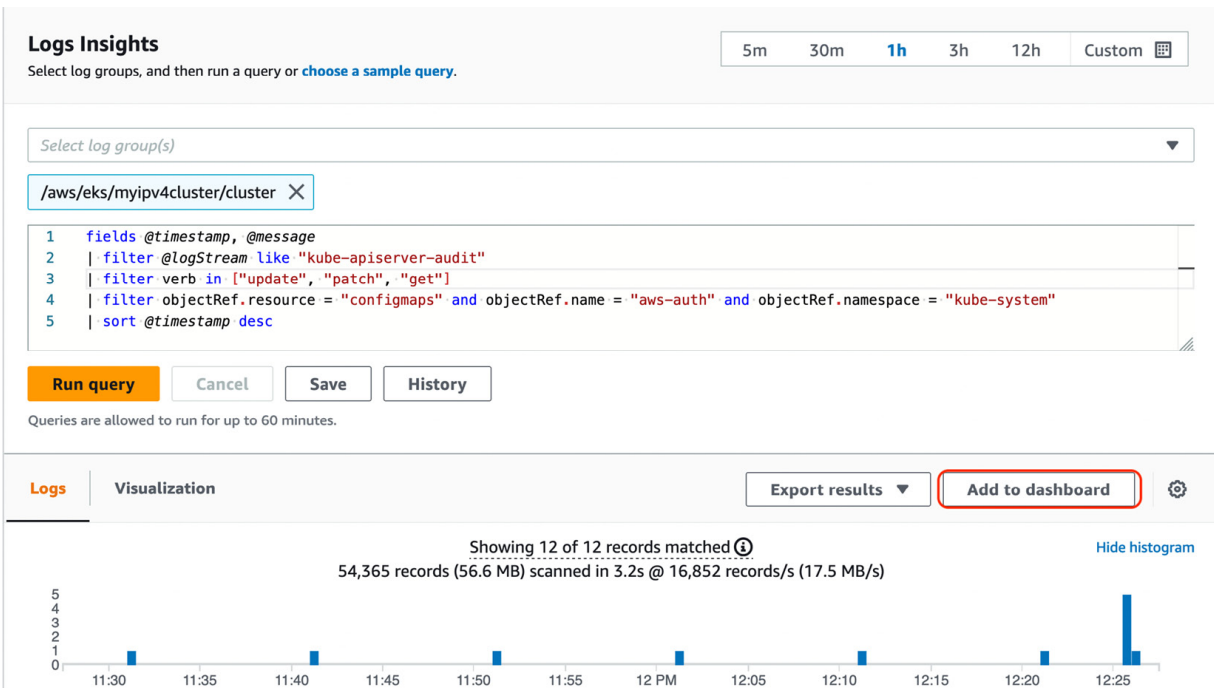 Logs Insights
5m 30m 1h 3h 12h Custom
Select log groups, and then run a query or choose a sample query.
Select log group(s)
/aws/eks/myipv4cluster/cluster
1 fields @timestamp, @message
2 | filter @logStream like "kube-apiserver-audit"
3 | filter verb in ["update", "patch", "get"]
4 | filter objectRef.resource = "configmaps" and objectRef.name = "aws-auth" and objectRef.namespace = "kube-system"
5 | sort @timestamp desc
Run query Cancel Save History
Queries are allowed to run for up to 60 minutes.
Logs Visualization Export results Add to dashboard
Showing 12 of 12 records matched
Hide histogram
54,365 records (56.6 MB) scanned in 3.2s @ 16,852 records/s (17.5 MB/s)
5
4
3
2
1
0
11:30 11:35 11:40 11:45 11:50 11:55 12 PM 12:05 12:10 12:15 12:20 12:25